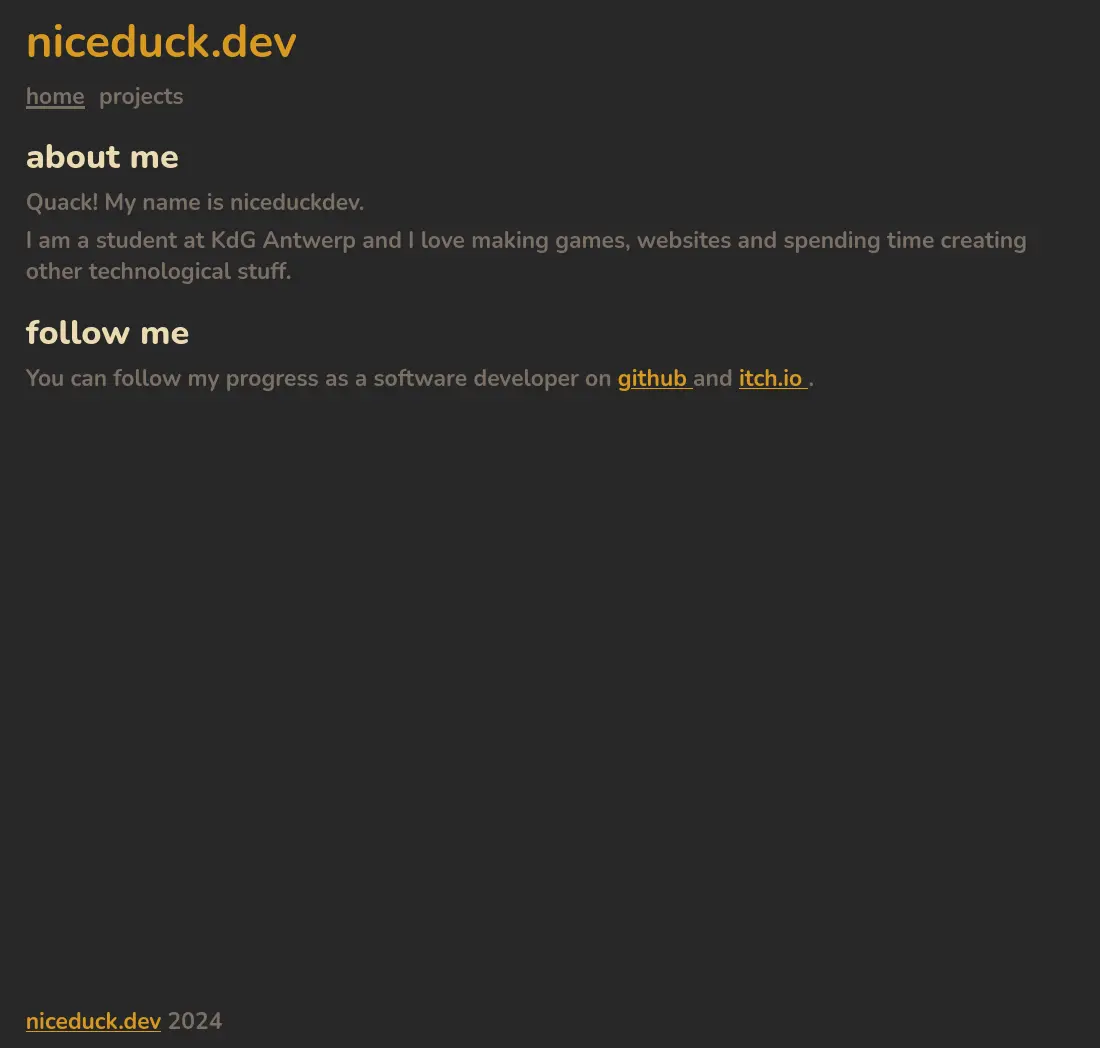 niceduck.dev
home projects
about me
Quack! My name is niceduckdev.
I am a student at KdG Antwerp and I love making games, websites and spending time creating
other technological stuff.
follow me
You can follow my progress as a software developer on github and itch.io .
niceduck.dev 2024